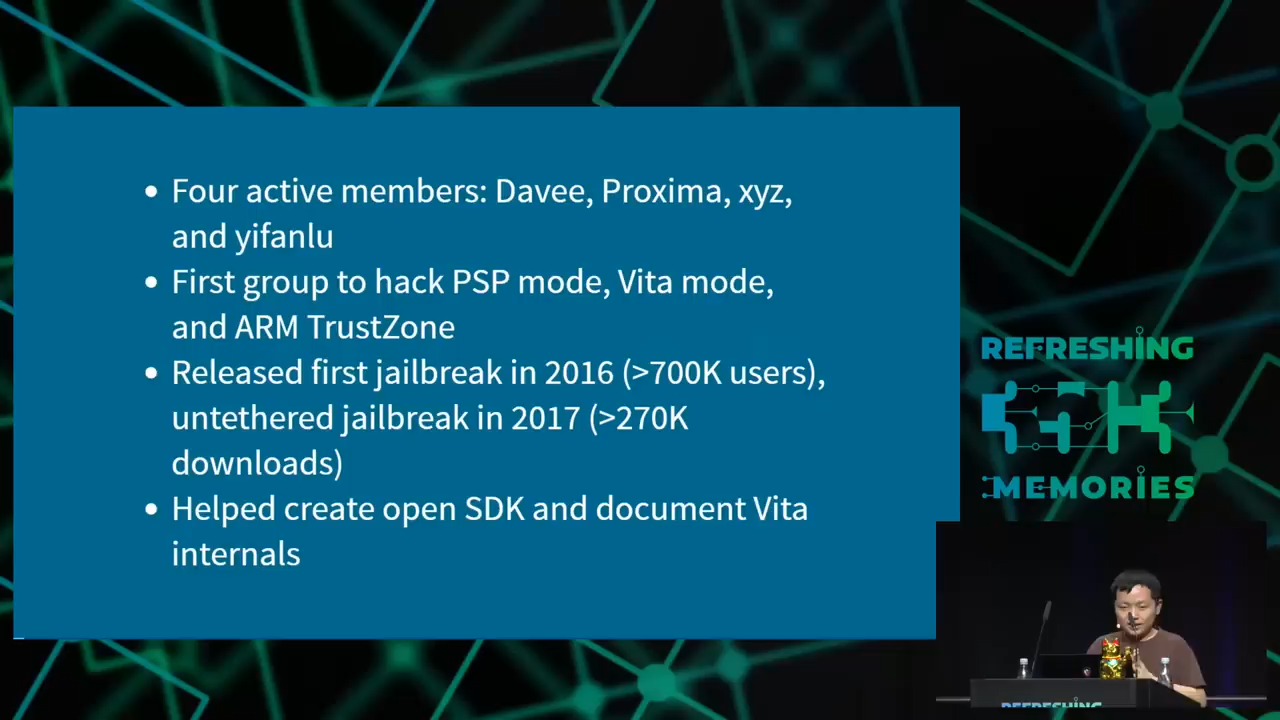 • Four active members: Davee, Proxima, xyz,
and yifanlu
• First group to hack PSP mode, Vita mode,
and ARM TrustZone
• Released first jailbreak in 2016 (>700K users),
untethered jailbreak in 2017 (>270K
downloads)
• Helped create open SDK and document Vita
internals
REFRESHING
35C3
MEMORIES
REFRESHING